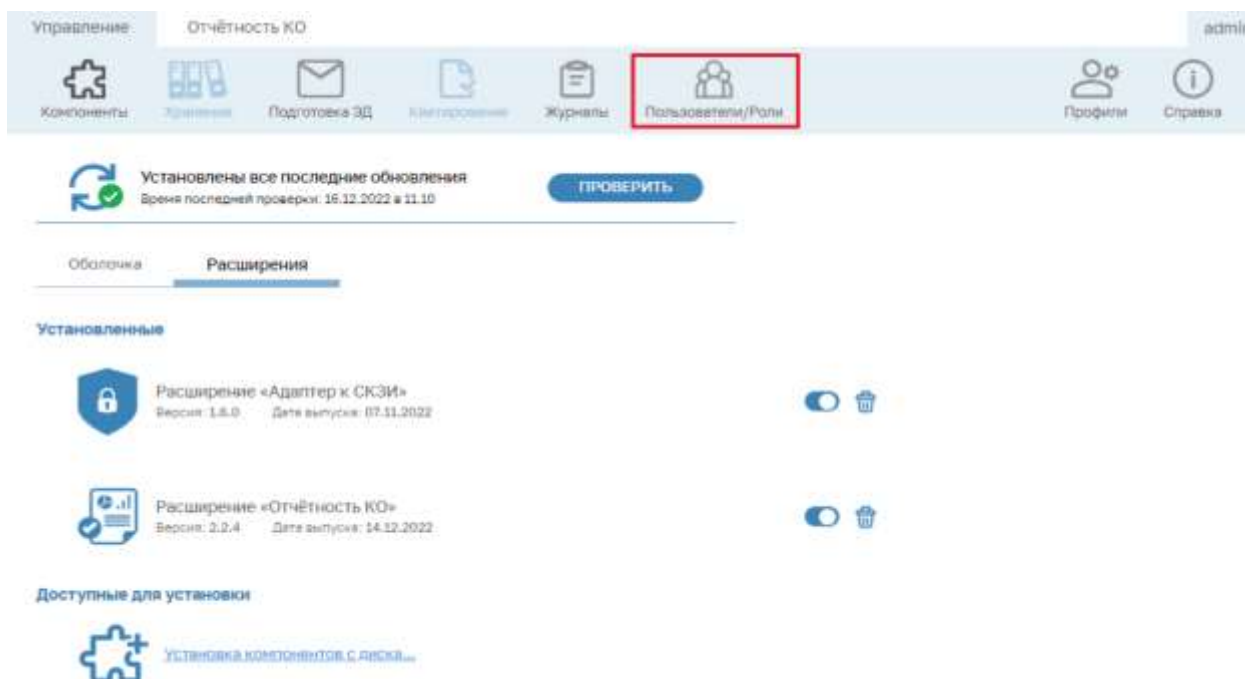 Управление Отчётность КО admin
Компоненты Хранение Подготовка ЭД Квитирование Журналы Пользователи/Роли Профили Справка
Установлены все последние обновления
Время последней проверки: 16.12.2022 в 11.10
ПРОВЕРИТЬ
Оболочка Расширения
Установленные
Расширение «Адаптер к СКЗИ»
Версия: 1.6.0 Дата выпуска: 07.11.2022
Расширение «Отчётность КО»
Версия: 2.2.4 Дата выпуска: 14.12.2022
Доступные для установки
Установка компонентов с диска...